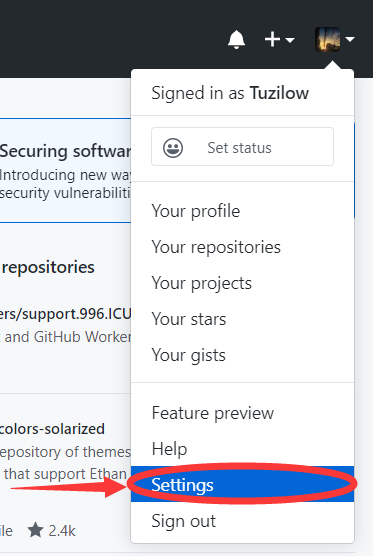 Signed in as Tuzilow
Set status
Securing softwar
Introducing new way
security vulnerabiliti
Your profile
Your repositories
repositories
Your projects
ers/support.996.ICU
Your stars
t and GitHub Worker
Your gists
Feature preview
colors-solarized
Help
repository of themes
that support Ethan
Settings
Sign out
ile
2.4k